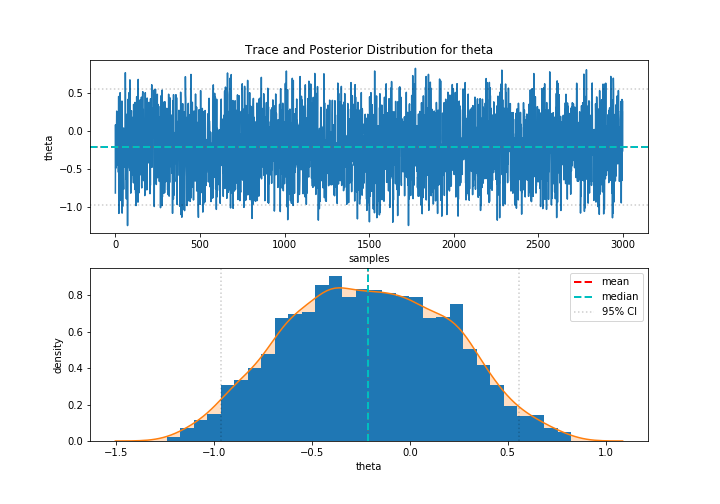 Trace and Posterior Distribution for theta
0.5
0.0
−0.5
−1.0
theta
0
500
1000
1500
2000
2500
3000
samples
0.8
0.6
0.4
0.2
0.0
density
mean
median
95% CI
−1.5
−1.0
−0.5
0.0
0.5
1.0
theta